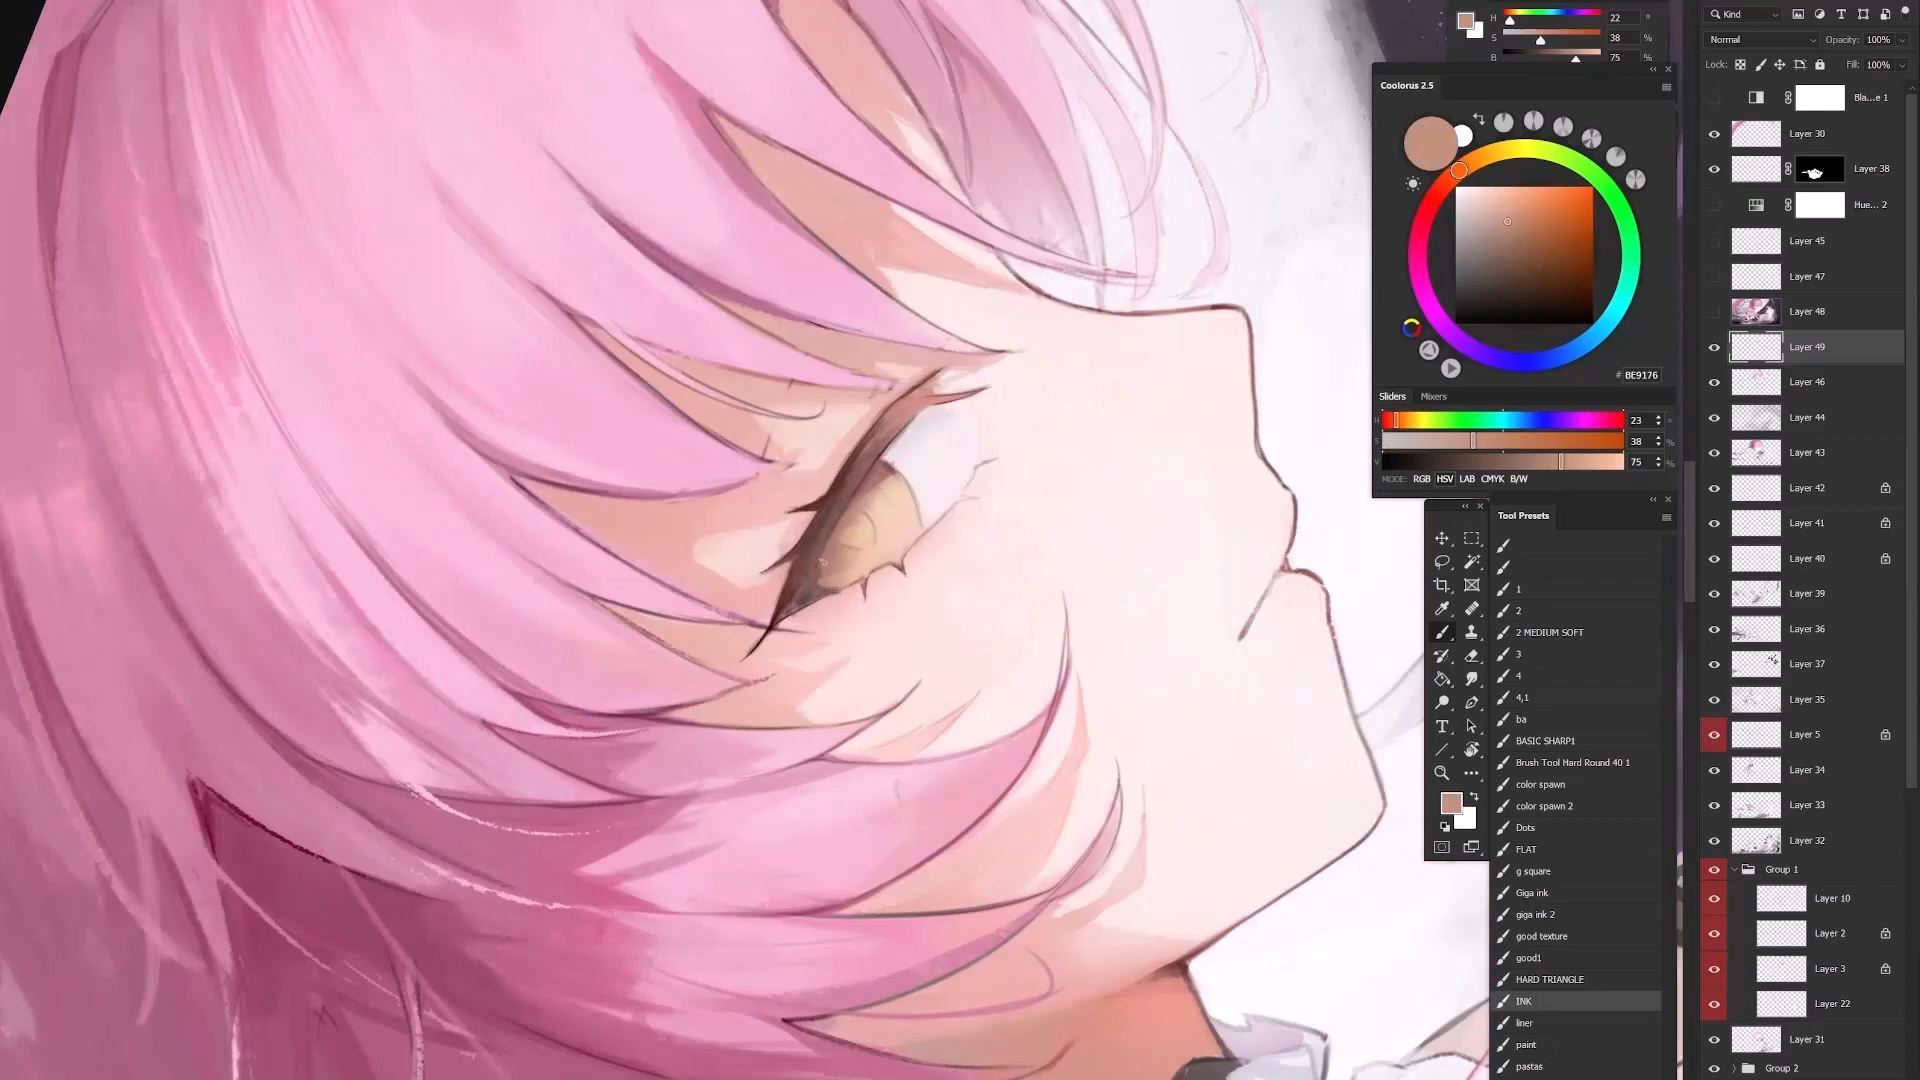 H 22 °
S 38 %
B 75 %
Coolorus 2.5
# BE9176
Sliders Mixers
H 23 °
S 38 %
V 75 %
MODE: RGB HSV LAB CMYK B/W
Tool Presets
1
2
2 MEDIUM SOFT
3
4
4,1
ba
BASIC SHARP1
Brush Tool Hard Round 40 1
color spawn
color spawn 2
Dots
FLAT
g square
Giga ink
giga ink 2
good texture
good1
HARD TRIANGLE
INK
liner
paint
pastas
Kind
Normal Opacity: 100%
Lock: Fill: 100%
Bla...e 1
Layer 30
Layer 38
Hue... 2
Layer 45
Layer 47
Layer 48
Layer 49
Layer 46
Layer 44
Layer 43
Layer 42
Layer 41
Layer 40
Layer 39
Layer 36
Layer 37
Layer 35
Layer 5
Layer 34
Layer 33
Layer 32
Group 1
Layer 10
Layer 2
Layer 3
Layer 22
Layer 31
Group 2